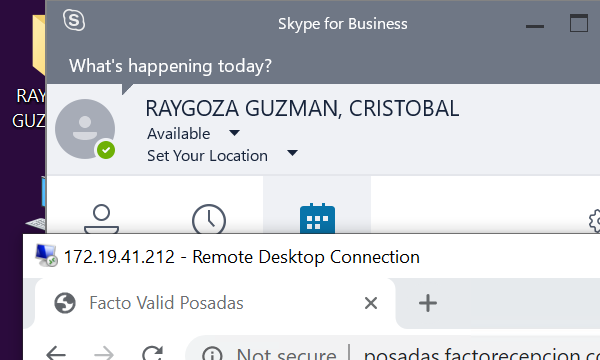 Skype for Business
What's happening today?
RAY
GUZ
RAYGOZA GUZMAN, CRISTOBAL
Available
Set Your Location
172.19.41.212 - Remote Desktop Connection
Facto Valid Posadas
Not secure | posadas.factorecepcion.co